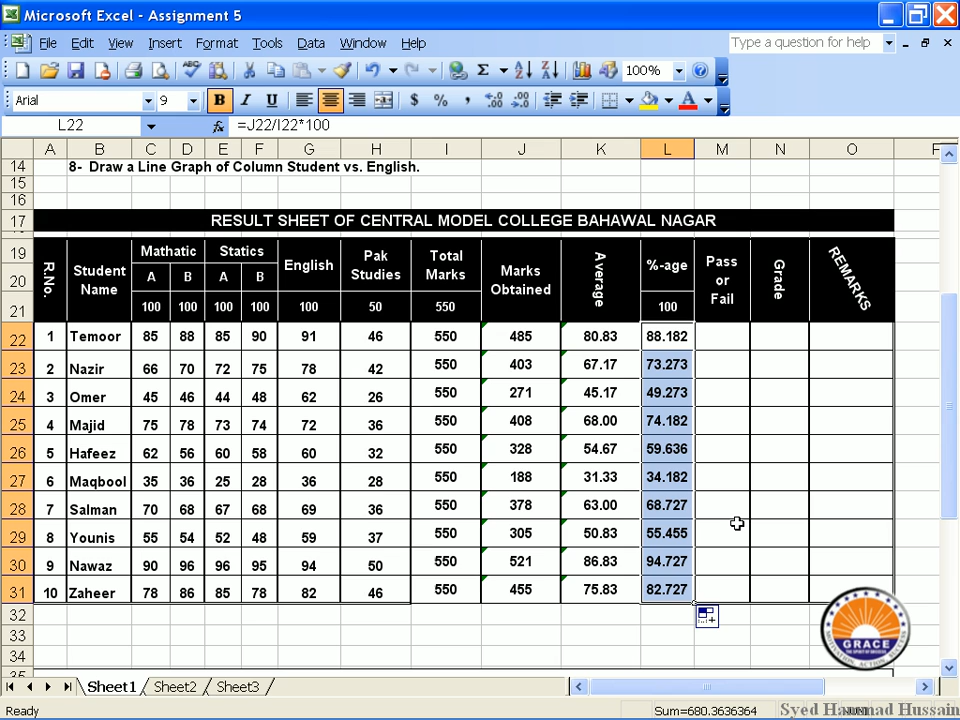 Microsoft Excel - Assignment 5
File Edit View Insert Format Tools Data Window Help Type a question for help
100%
Arial 9 B I U $ % ,
L22 fx =J22/I22*100
A B C D E F G H I J K L M N O
14 8- Draw a Line Graph of Column Student vs. English.
15
16
17 RESULT SHEET OF CENTRAL MODEL COLLEGE BAHAWAL NAGAR
19 R.No. Student Name Mathatic Statics English Pak Studies Total Marks Marks Obtained Average %-age Pass or Fail Grade REMARKS
20 A B A B
21 100 100 100 100 100 50 550 100
22 1 Temoor 85 88 85 90 91 46 550 485 80.83 88.182
23 2 Nazir 66 70 72 75 78 42 550 403 67.17 73.273
24 3 Omer 45 46 44 48 62 26 550 271 45.17 49.273
25 4 Majid 75 78 73 74 72 36 550 408 68.00 74.182
26 5 Hafeez 62 56 60 58 60 32 550 328 54.67 59.636
27 6 Maqbool 35 36 25 28 36 28 550 188 31.33 34.182
28 7 Salman 70 68 67 68 69 36 550 378 63.00 68.727
29 8 Younis 55 54 52 48 59 37 550 305 50.83 55.455
30 9 Nawaz 90 96 96 95 94 50 550 521 86.83 94.727
31 10 Zaheer 78 86 85 78 82 46 550 455 75.83 82.727
32
33
34
GRACE
Sheet1 Sheet2 Sheet3
Ready Sum=680.3636364 Syed Hammad Hussain